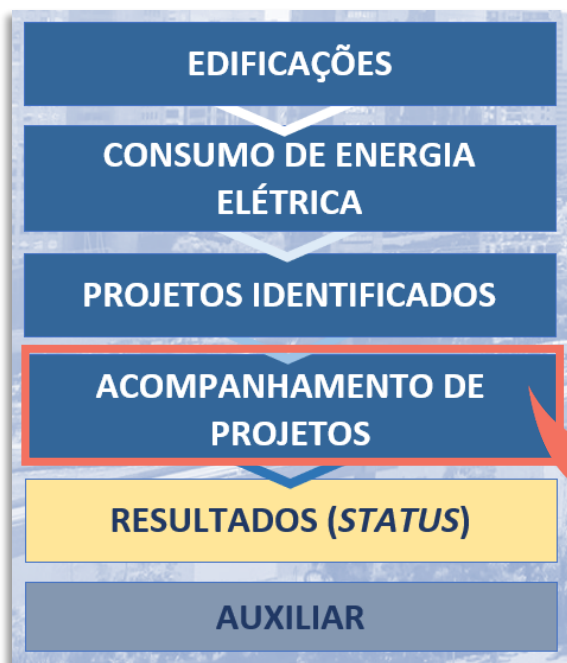 EDIFICAÇÕES
CONSUMO DE ENERGIA
ELÉTRICA
PROJETOS IDENTIFICADOS
ACOMPANHAMENTO DE
PROJETOS
RESULTADOS (STATUS)
AUXILIAR